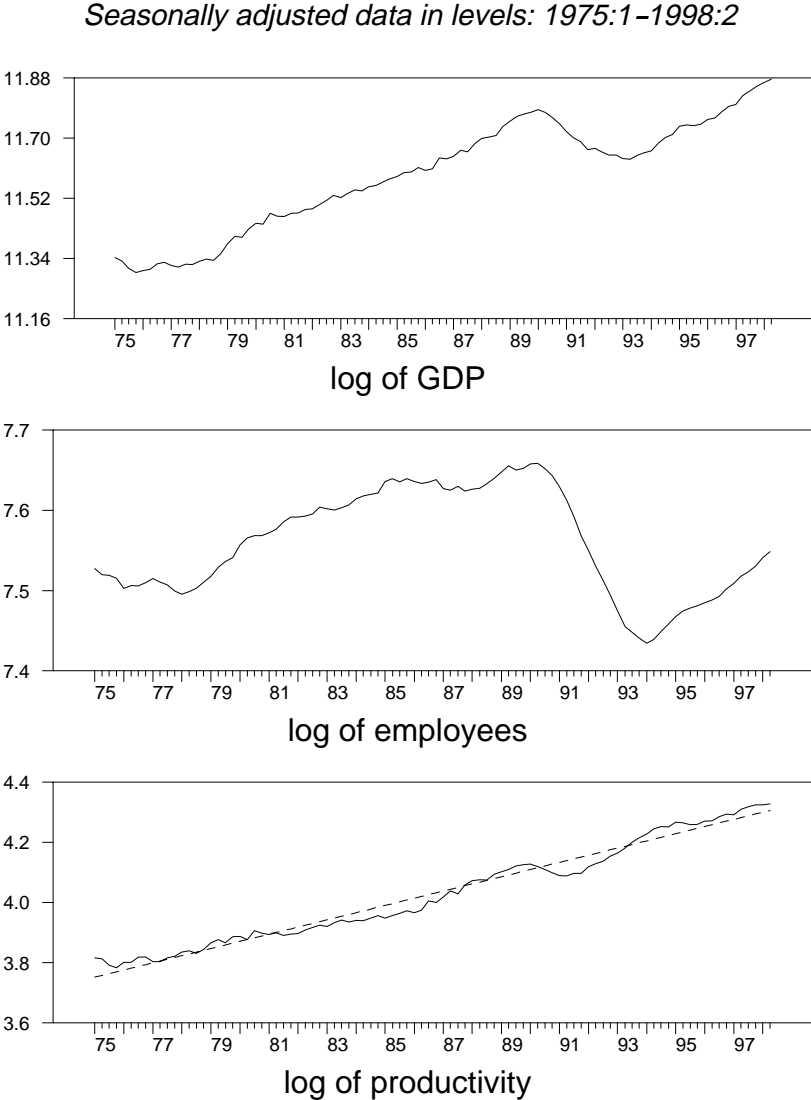 Seasonally adjusted data in levels: 1975:1–1998:2
11.88
11.70
11.52
11.34
11.16
75 77 79 81 83 85 87 89 91 93 95 97
log of GDP
7.7
7.6
7.5
7.4
75 77 79 81 83 85 87 89 91 93 95 97
log of employees
4.4
4.2
4.0
3.8
3.6
75 77 79 81 83 85 87 89 91 93 95 97
log of productivity